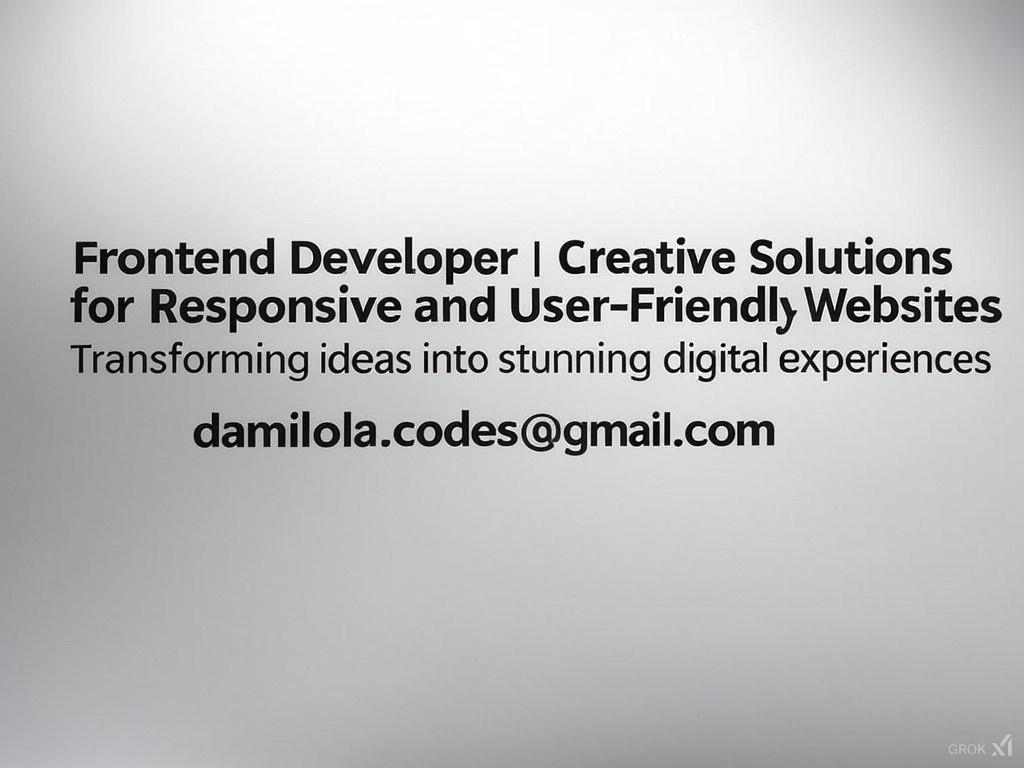 Frontend Developer | Creative Solutions
for Responsive and User-Friendly Websites
Transforming ideas into stunning digital experiences
damilola.codes@gmail.com
GROK